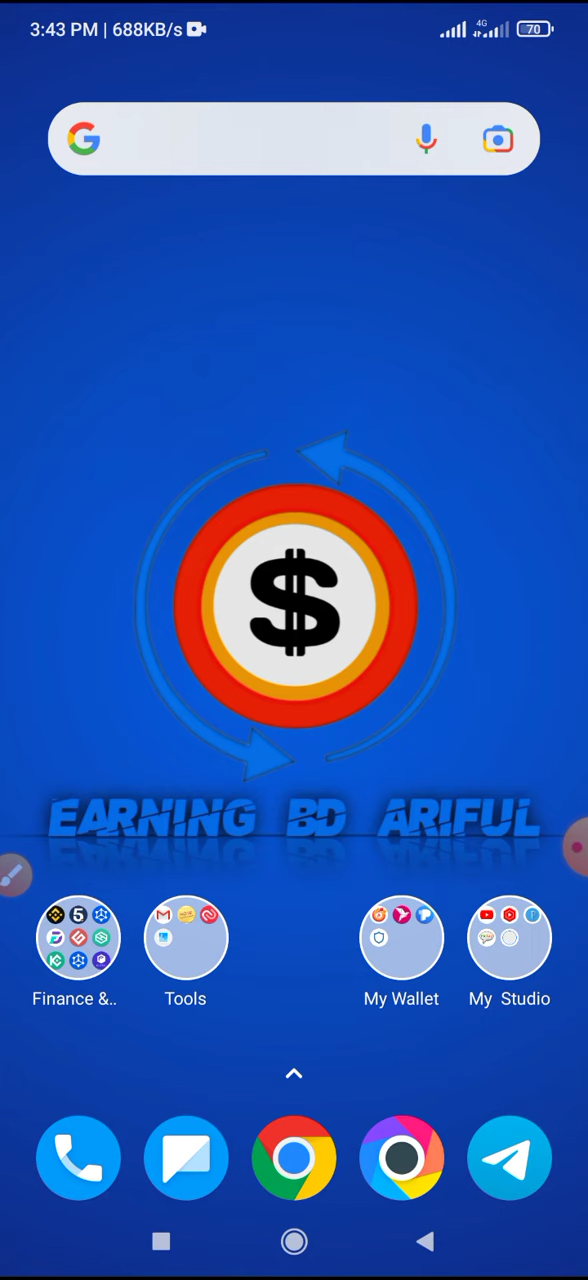 3:43 PM | 688KB/s
4G
70
EARNING BD ARIFUL
Finance &..
Tools
My Wallet
My Studio